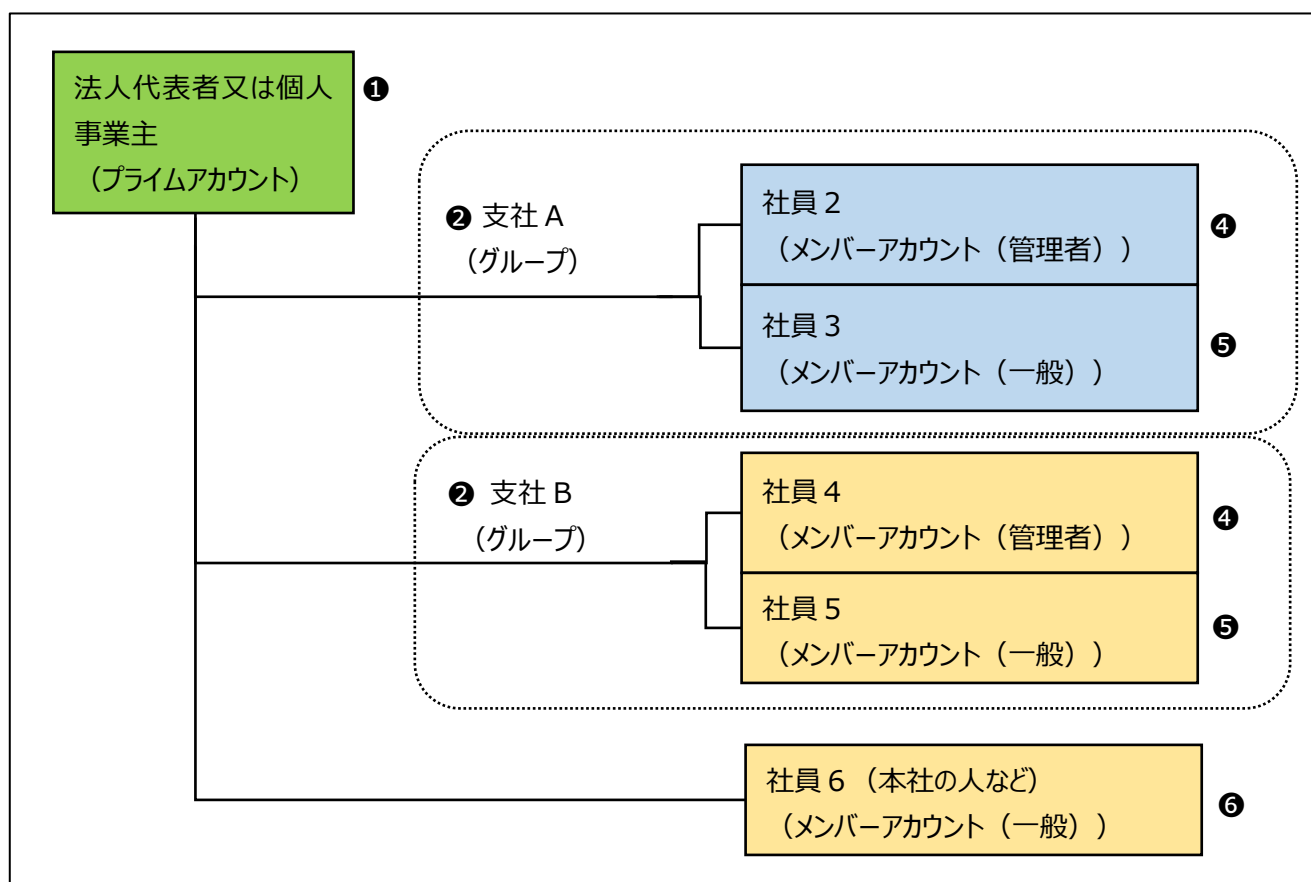 法人代表者又は個人
事業主
（プライムアカウント）
❶
❷ 支社 A
（グループ）
社員 2
（メンバーアカウント（管理者））
❹
社員 3
（メンバーアカウント（一般））
❺
❷ 支社 B
（グループ）
社員 4
（メンバーアカウント（管理者））
❹
社員 5
（メンバーアカウント（一般））
❺
社員 6 （本社の人など）
（メンバーアカウント（一般））
❻